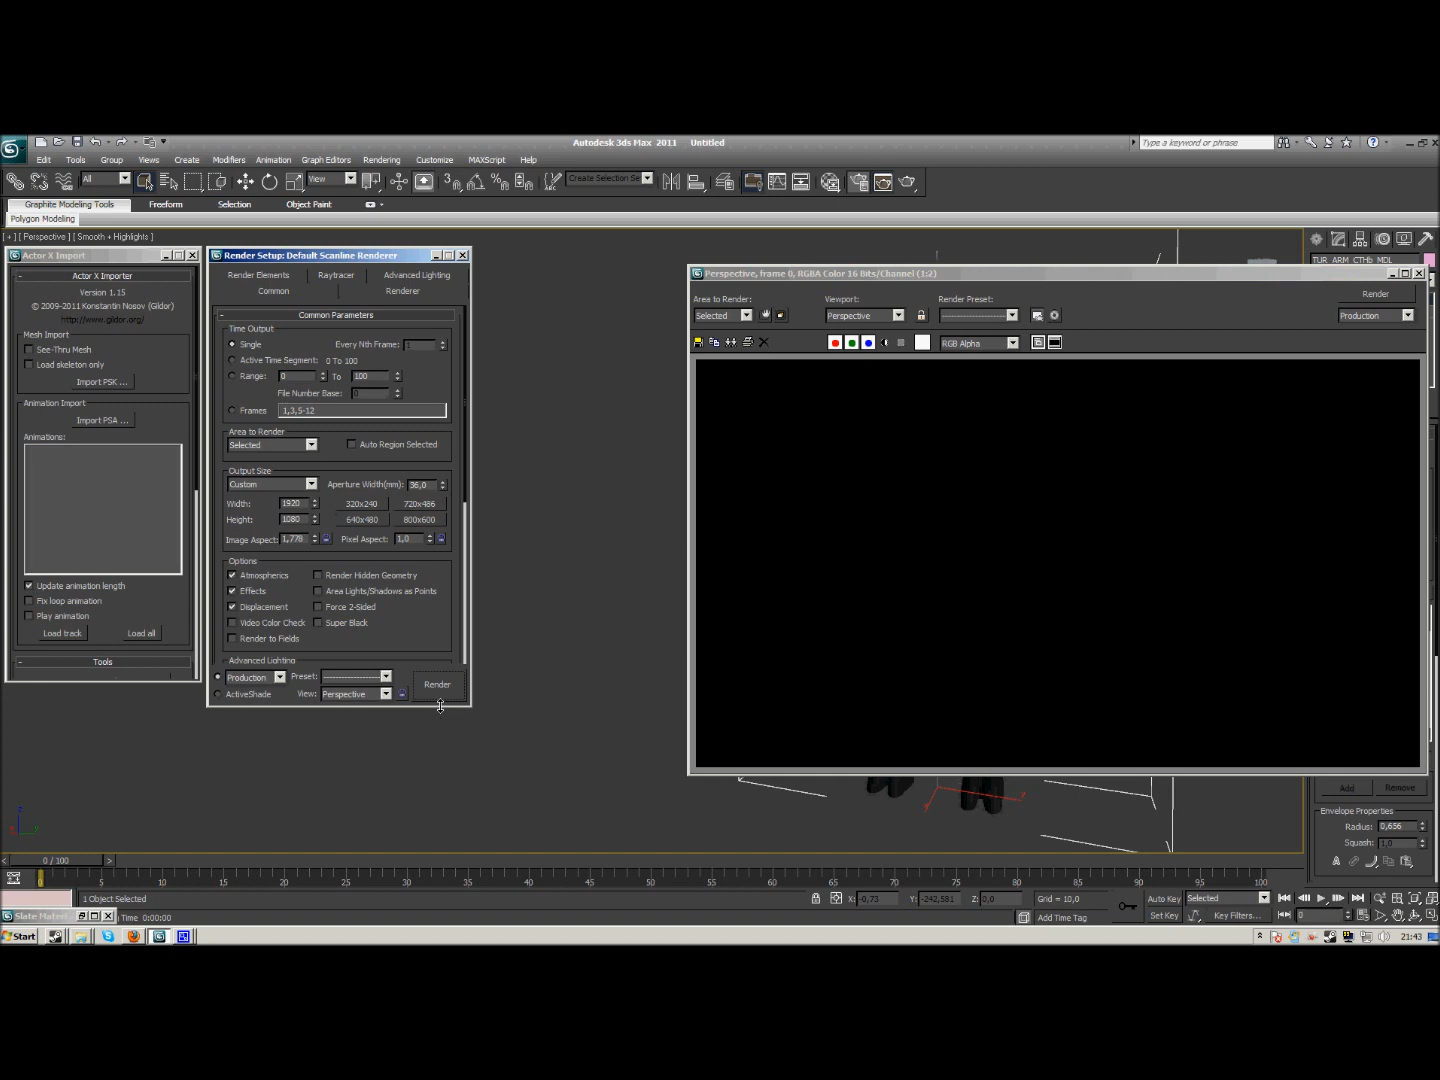 Autodesk 3ds Max 2011 Untitled
Type a keyword or phrase
Edit Tools Group Views Create Modifiers Animation Graph Editors Rendering Customize MAXScript Help
All View Create Selection Se
Graphite Modeling Tools Freeform Selection Object Paint
Polygon Modeling
[ + ] [ Perspective ] [ Smooth + Highlights ]
Actor X Import
Actor X Importer
Version 1.15
© 2009-2011 Konstantin Nosov (Gildor)
http://www.gildor.org/
Mesh Import
See-Thru Mesh
Load skeleton only
Import PSK ...
Animation Import
Import PSA ...
Animations:
Update animation length
Fix loop animation
Play animation
Load track Load all
Tools
Render Setup: Default Scanline Renderer
Render Elements Raytracer Advanced Lighting
Common Renderer
Common Parameters
Time Output
Single Every Nth Frame: 1
Active Time Segment: 0 To 100
Range: 0 To 100
File Number Base: 0
Frames 1,3,5-12
Area to Render
Selected Auto Region Selected
Output Size
Custom Aperture Width(mm): 36,0
Width: 1920 320x240 720x486
Height: 1080 640x480 800x600
Image Aspect: 1,778 Pixel Aspect: 1,0
Options
Atmospherics Render Hidden Geometry
Effects Area Lights/Shadows as Points
Displacement Force 2-Sided
Video Color Check Super Black
Render to Fields
Advanced Lighting
Production Preset: Render
ActiveShade View: Perspective
TUR_ARM_CTHb_MDL
Perspective, frame 0, RGBA Color 16 Bits/Channel (1:2)
Area to Render: Viewport: Render Preset: Render
Selected Perspective Production
RGB Alpha
Add Remove
Envelope Properties
Radius: 0,656
Squash: 1,0
0 / 100
0 5 10 15 20 25 30 35 40 45 50 55 60 65 70 75 80 85 90 95 100
1 Object Selected X: -0,73 Y: -242,581 Z: 0,0 Grid = 10,0 Auto Key Selected
Slate Materi Time 0:00:00 Add Time Tag Set Key Key Filters... 0
Start 21:43